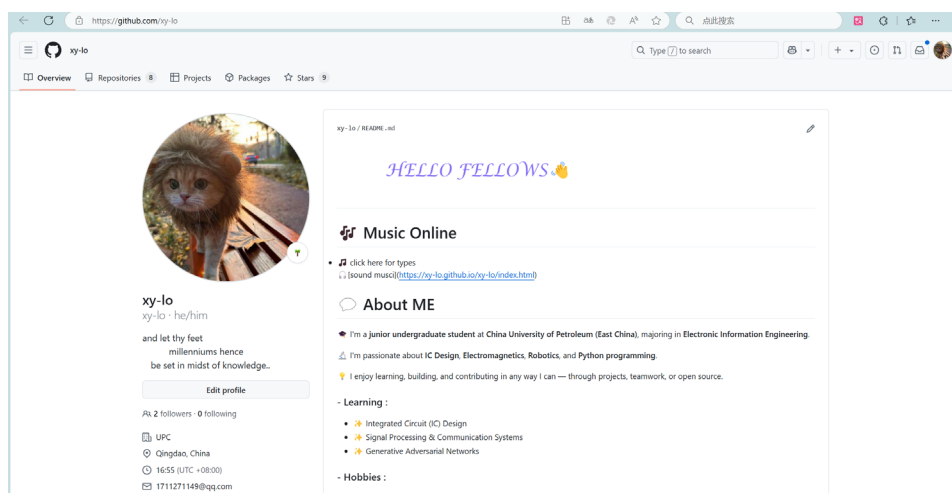 https://github.com/xy-lo
点此搜索
xy-lo
Type / to search
Overview
Repositories 8
Projects
Packages
Stars 9
xy-lo / README.md
HELLO FELLOWS👋
🎶 Music Online
🎵 click here for types
🎧 [sound musci](https://xy-lo.github.io/xy-lo/index.html)
💬 About ME
🎓 I'm a junior undergraduate student at China University of Petroleum (East China), majoring in Electronic Information Engineering.
🔬 I'm passionate about IC Design, Electromagnetics, Robotics, and Python programming.
💡 I enjoy learning, building, and contributing in any way I can — through projects, teamwork, or open source.
- Learning :
✨ Integrated Circuit (IC) Design
✨ Signal Processing & Communication Systems
✨ Generative Adversarial Networks
- Hobbies :
xy-lo
xy-lo · he/him
and let thy feet
millenniums hence
be set in midst of knowledge..
Edit profile
2 followers · 0 following
UPC
Qingdao, China
16:55 (UTC +08:00)
1711271149@qq.com